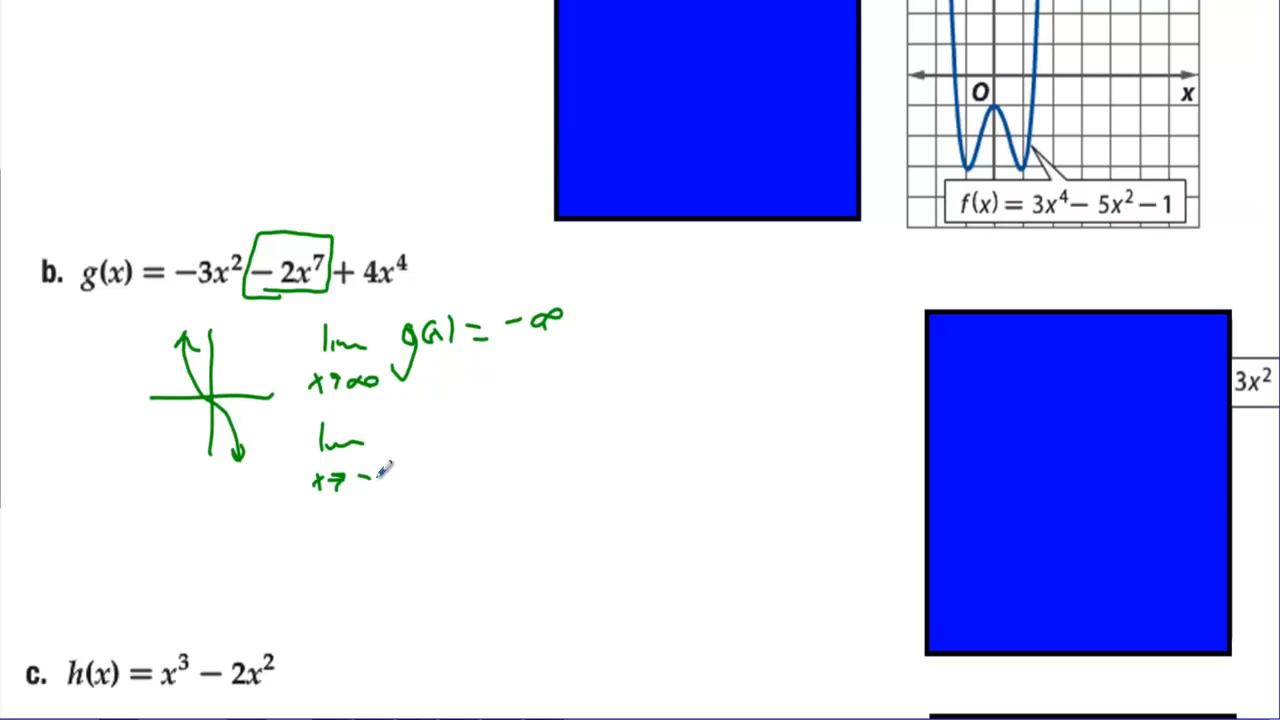 O x
f(x) = 3x⁴ − 5x² − 1
b. g(x) = −3x² − 2x⁷ + 4x⁴
lim g(x) = −∞
x→∞
3x²
lim
x→ −
c. h(x) = x³ − 2x²